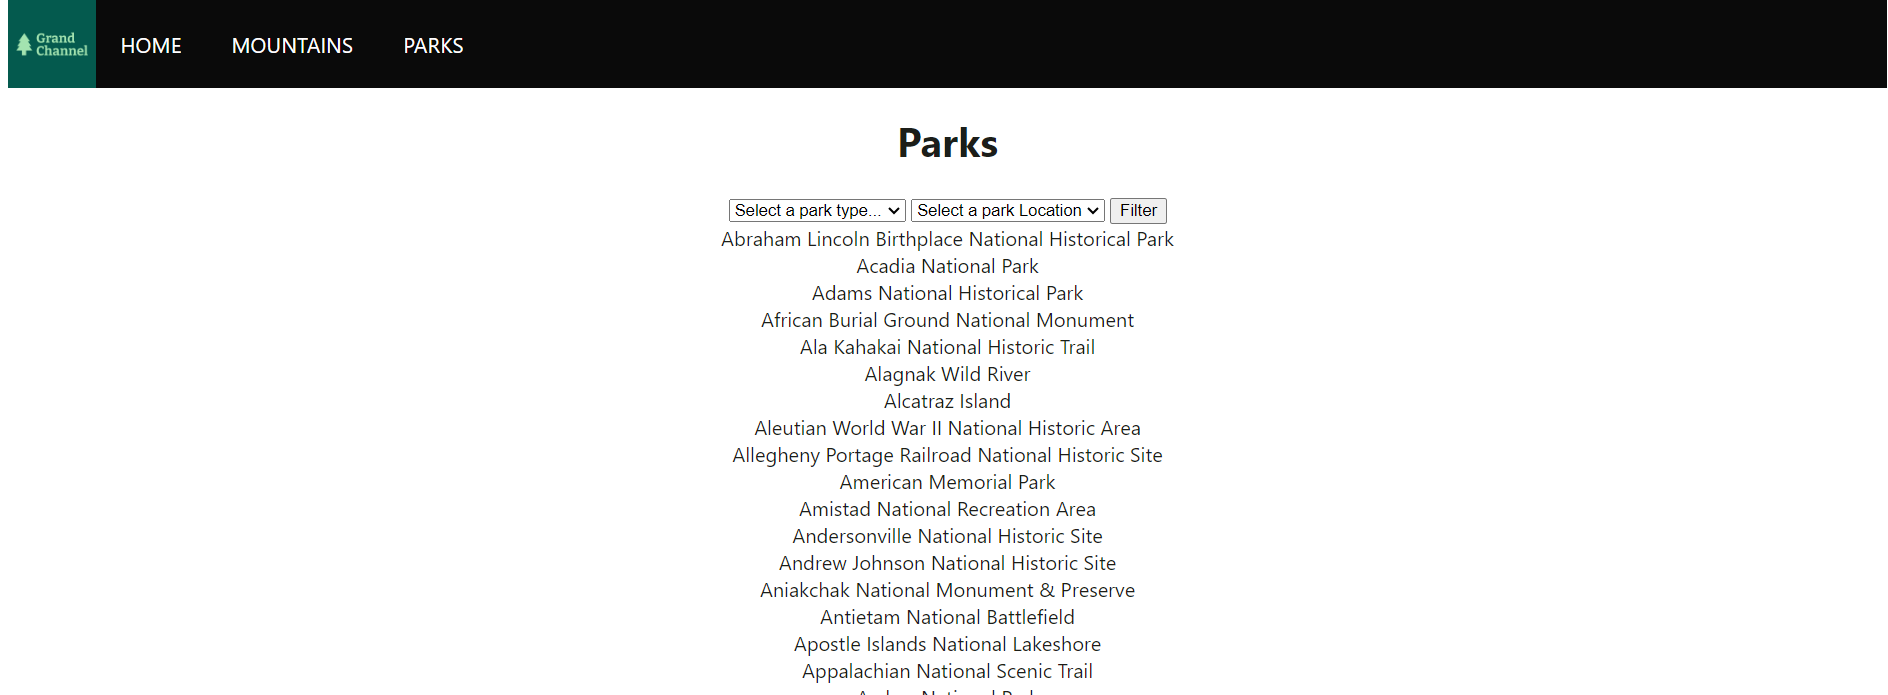 Grand
Channel
HOME MOUNTAINS PARKS
Parks
Select a park type... Select a park Location Filter
Abraham Lincoln Birthplace National Historical Park
Acadia National Park
Adams National Historical Park
African Burial Ground National Monument
Ala Kahakai National Historic Trail
Alagnak Wild River
Alcatraz Island
Aleutian World War II National Historic Area
Allegheny Portage Railroad National Historic Site
American Memorial Park
Amistad National Recreation Area
Andersonville National Historic Site
Andrew Johnson National Historic Site
Aniakchak National Monument & Preserve
Antietam National Battlefield
Apostle Islands National Lakeshore
Appalachian National Scenic Trail